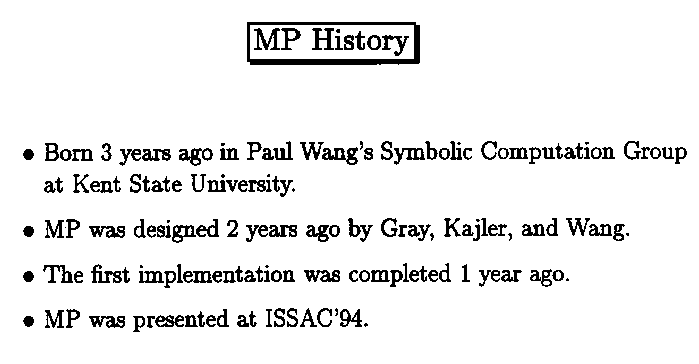 MP History
• Born 3 years ago in Paul Wang's Symbolic Computation Group
at Kent State University.
• MP was designed 2 years ago by Gray, Kajler, and Wang.
• The first implementation was completed 1 year ago.
• MP was presented at ISSAC'94.